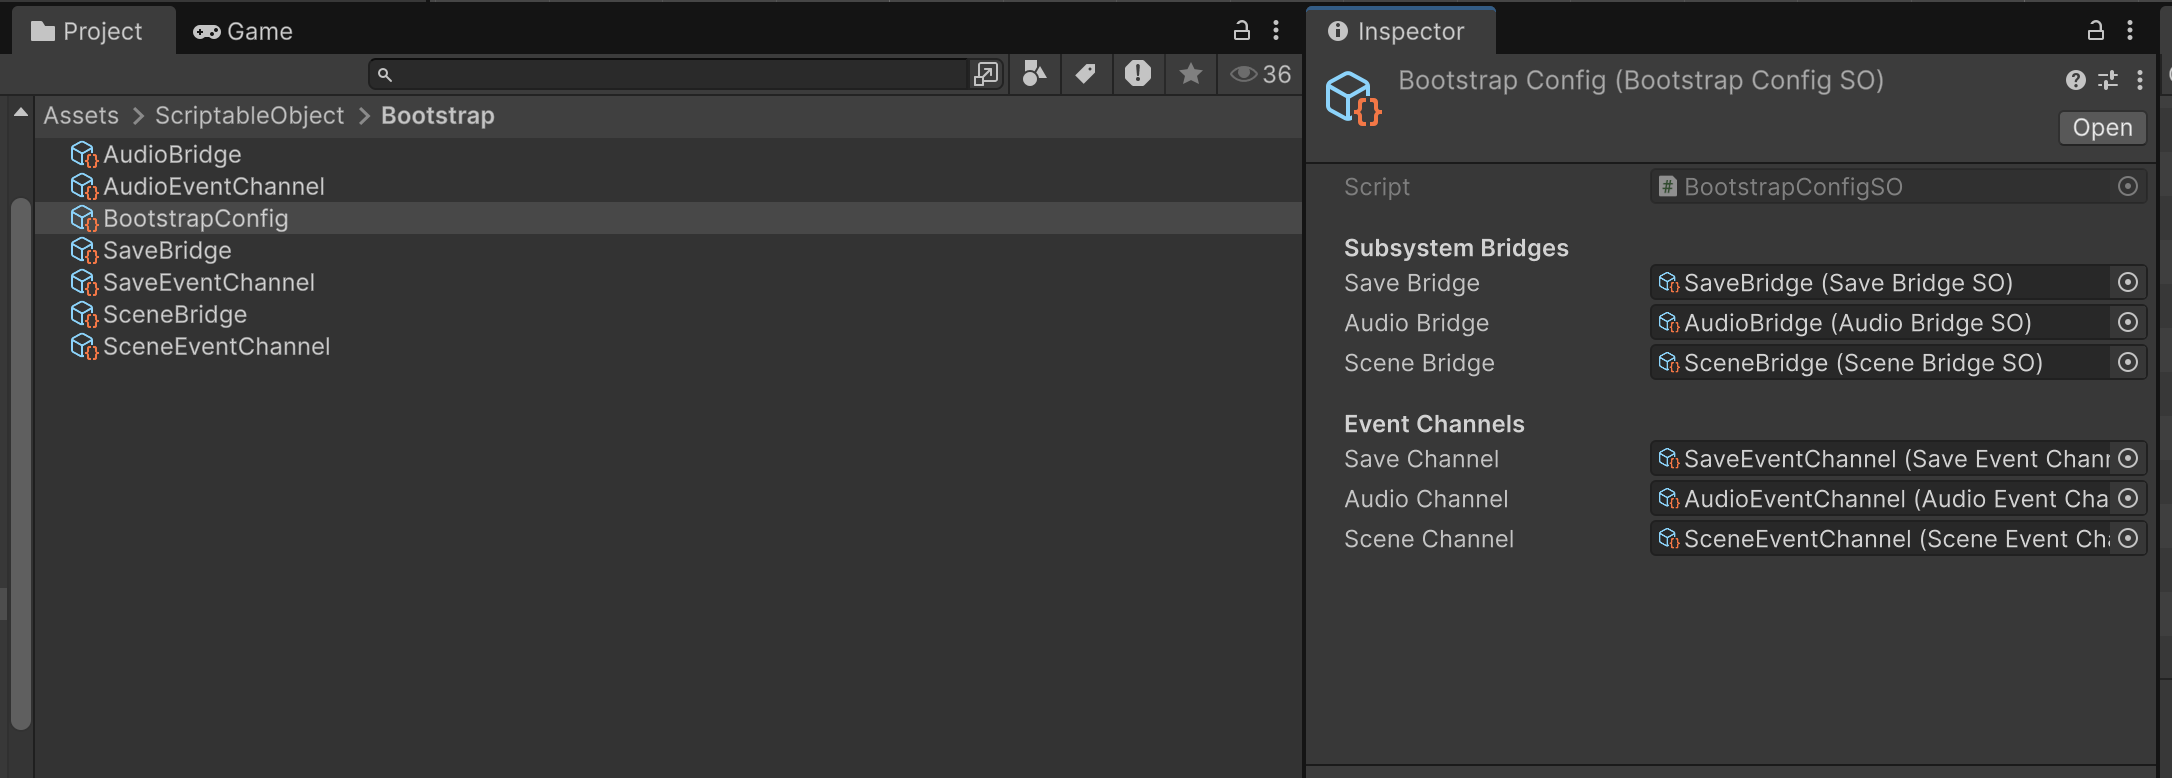 Project
Game
36
Assets > ScriptableObject > Bootstrap
AudioBridge
AudioEventChannel
BootstrapConfig
SaveBridge
SaveEventChannel
SceneBridge
SceneEventChannel
Inspector
Bootstrap Config (Bootstrap Config SO)
Open
Script BootstrapConfigSO
Subsystem Bridges
Save Bridge SaveBridge (Save Bridge SO)
Audio Bridge AudioBridge (Audio Bridge SO)
Scene Bridge SceneBridge (Scene Bridge SO)
Event Channels
Save Channel SaveEventChannel (Save Event Chan
Audio Channel AudioEventChannel (Audio Event Cha
Scene Channel SceneEventChannel (Scene Event Ch